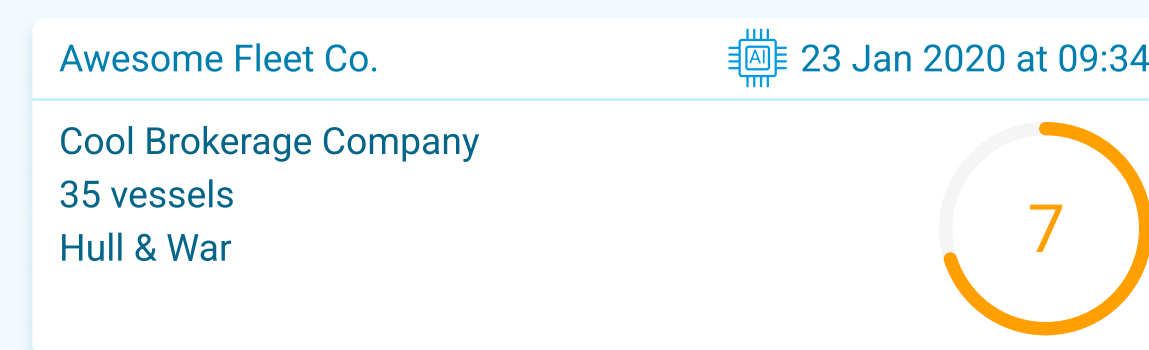 Awesome Fleet Co.
AI 23 Jan 2020 at 09:34
Cool Brokerage Company
35 vessels
Hull & War
7